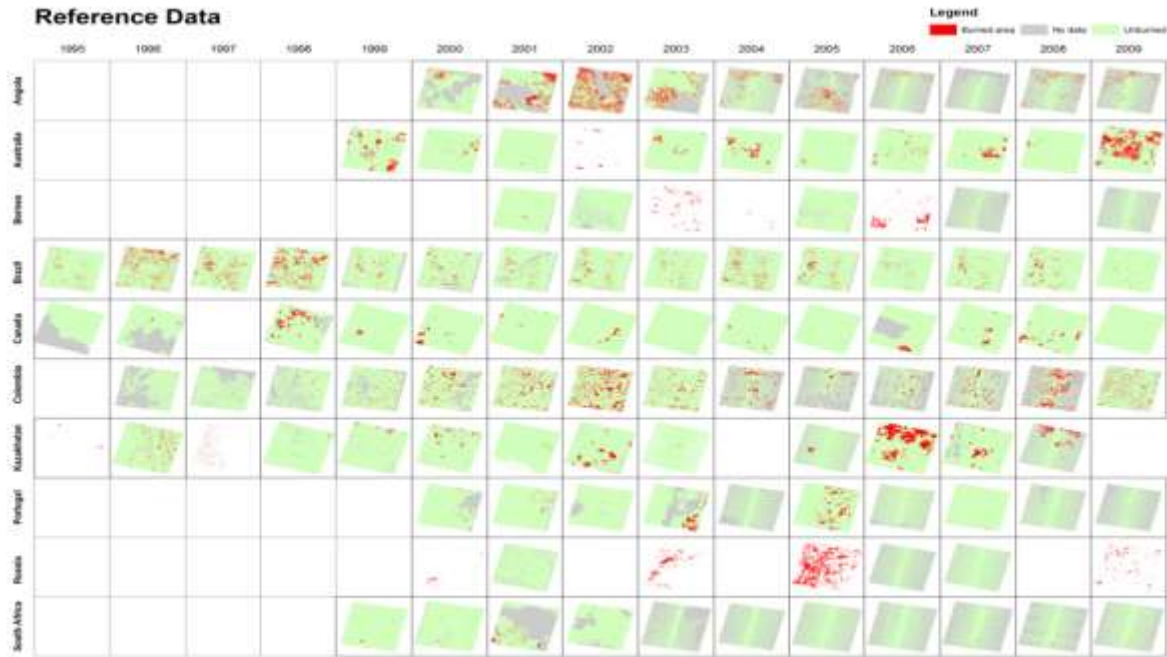 Reference Data
Legend
Burned area No data Unburned
1995 1996 1997 1998 1999 2000 2001 2002 2003 2004 2005 2006 2007 2008 2009
Angola
Australia
Borneo
Brazil
Canada
Colombia
Kazakhstan
Portugal
Russia
South Africa